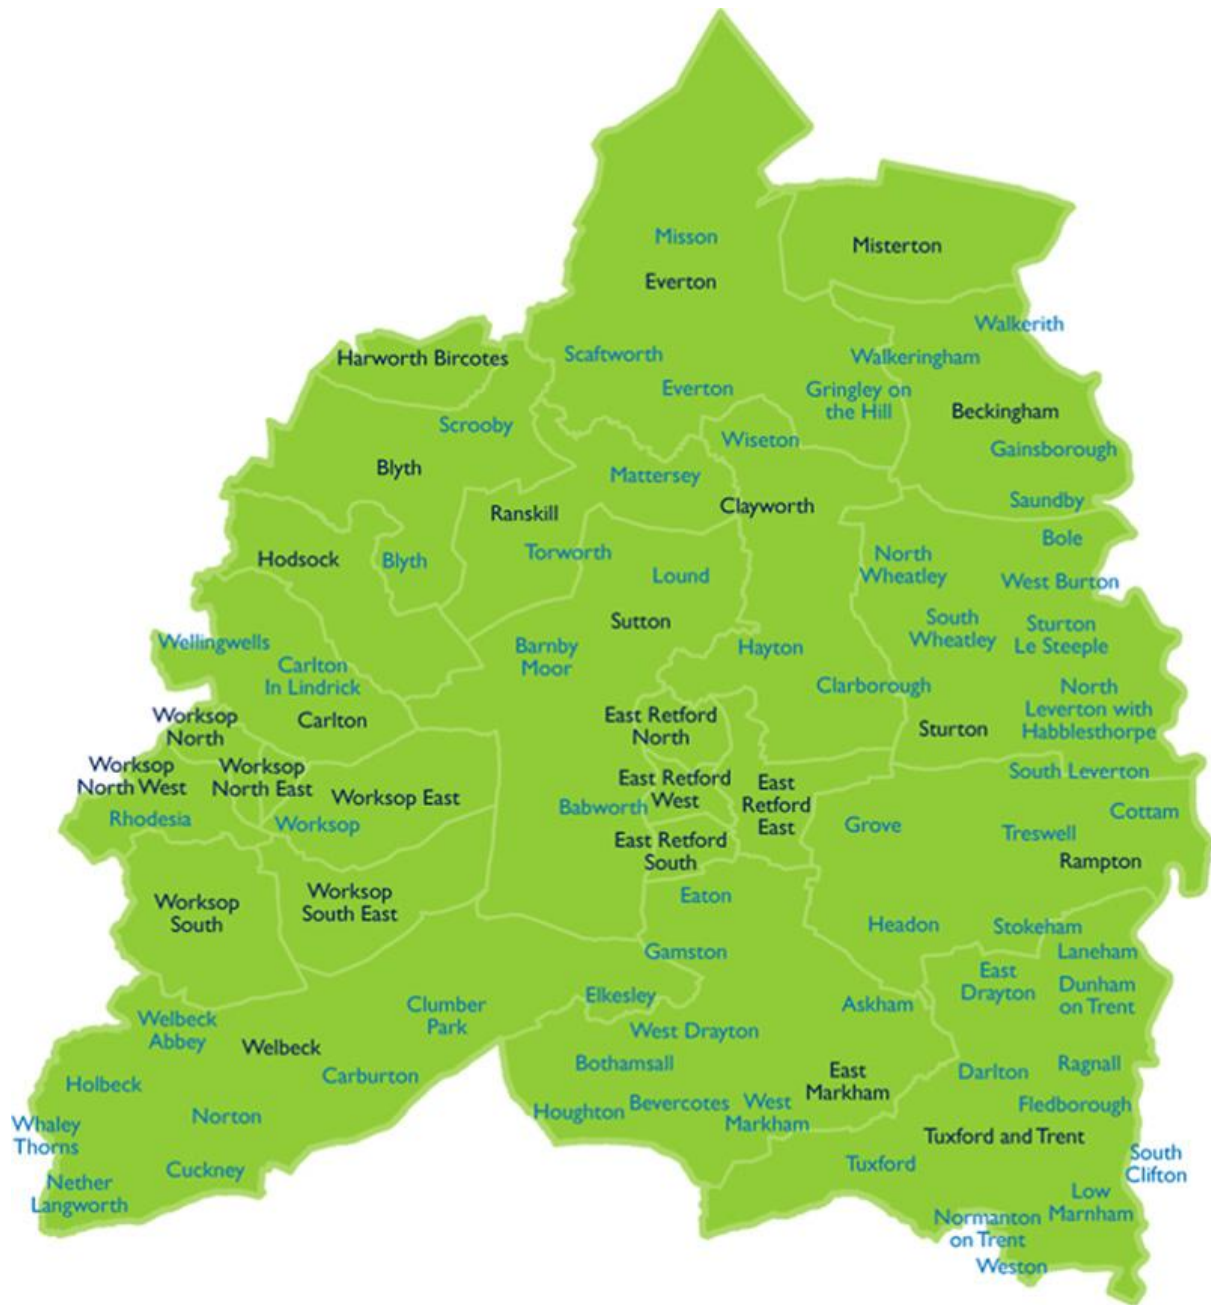 Misson
Misterton
Everton
Walkerith
Harworth Bircotes
Scaftworth
Walkeringham
Everton
Gringley on
the Hill
Beckingham
Scrooby
Wiseton
Gainsborough
Blyth
Mattersey
Saundby
Ranskill
Clayworth
Bole
Hodsock
Blyth
Torworth
North
Wheatley
Lound
West Burton
Sutton
South
Wheatley
Sturton
Le Steeple
Wellingwells
Carlton
In Lindrick
Barnby
Moor
Hayton
Clarborough
North
Leverton with
Habblesthorpe
Worksop
North
Carlton
East Retford
North
Sturton
Worksop
North West
Worksop
North East
Worksop East
East Retford
West
East
Retford
East
South Leverton
Rhodesia
Worksop
Babworth
Grove
Cottam
Treswell
East Retford
South
Rampton
Worksop
South
Worksop
South East
Eaton
Headon
Stokeham
Gamston
Laneham
East
Drayton
Dunham
on Trent
Clumber
Park
Elkesley
Askham
Welbeck
Abbey
Welbeck
West Drayton
Bothamsall
Ragnall
Holbeck
Carburton
East
Markham
Darlton
Norton
Houghton
Bevercotes
West
Markham
Fledborough
Whaley
Thorns
Tuxford and Trent
Cuckney
Tuxford
South
Clifton
Nether
Langworth
Low
Marnham
Normanton
on Trent
Weston